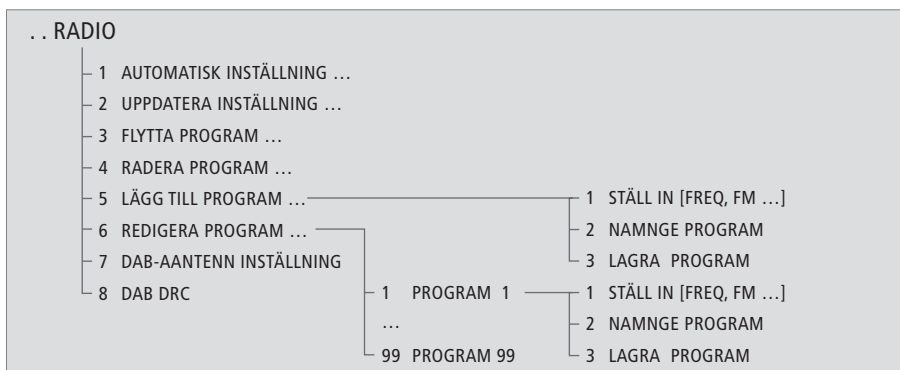 . . RADIO
1 AUTOMATISK INSTÄLLNING ...
2 UPPDATERA INSTÄLLNING ...
3 FLYTTA PROGRAM ...
4 RADERA PROGRAM ...
5 LÄGG TILL PROGRAM ... 1 STÄLL IN [FREQ, FM ...]
6 REDIGERA PROGRAM ... 2 NAMNGE PROGRAM
7 DAB-AANTENN INSTÄLLNING 3 LAGRA PROGRAM
8 DAB DRC 1 PROGRAM 1 1 STÄLL IN [FREQ, FM ...]
... 2 NAMNGE PROGRAM
99 PROGRAM 99 3 LAGRA PROGRAM